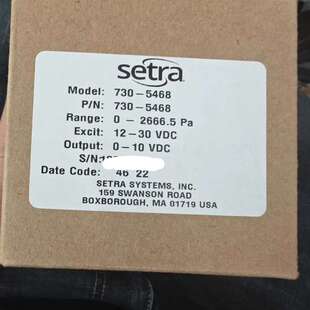 setra
Model: 730-5468
P/N: 730-5468
Range: 0 - 2666.5 Pa
Excit: 12-30 VDC
Output: 0-10 VDC
S/N:
Date Code: 46 22
SETRA SYSTEMS, INC.
159 SWANSON ROAD
BOXBOROUGH, MA 01719 USA